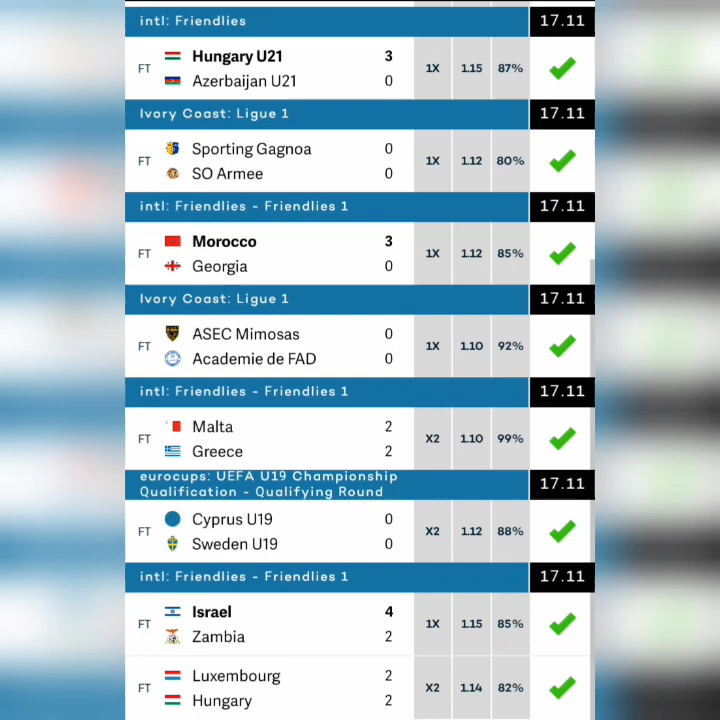 intl: Friendlies 17.11
FT Hungary U21 3 1X 1.15 87%
Azerbaijan U21 0
Ivory Coast: Ligue 1 17.11
FT Sporting Gagnoa 0 1X 1.12 80%
SO Armee 0
intl: Friendlies - Friendlies 1 17.11
FT Morocco 3 1X 1.12 85%
Georgia 0
Ivory Coast: Ligue 1 17.11
FT ASEC Mimosas 0 1X 1.10 92%
Academie de FAD 0
intl: Friendlies - Friendlies 1 17.11
FT Malta 2 X2 1.10 99%
Greece 2
eurocups: UEFA U19 Championship
Qualification - Qualifying Round 17.11
FT Cyprus U19 0 X2 1.12 88%
Sweden U19 0
intl: Friendlies - Friendlies 1 17.11
FT Israel 4 1X 1.15 85%
Zambia 2
FT Luxembourg 2 X2 1.14 82%
Hungary 2